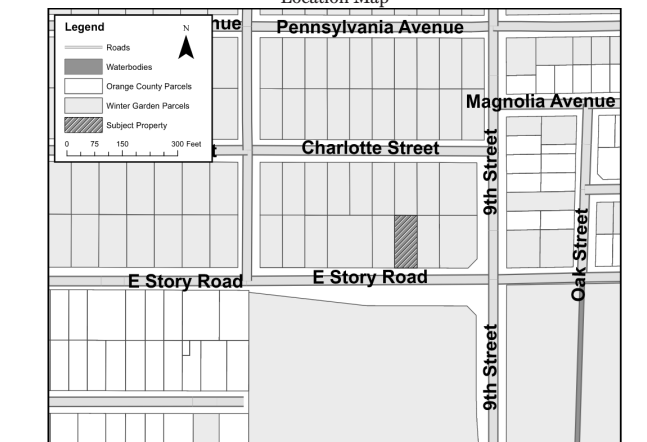 Location Map
Legend
N
Roads
Waterbodies
Orange County Parcels
Winter Garden Parcels
Subject Property
0 75 150 300 Feet
nue
Pennsylvania Avenue
Magnolia Avenue
t
Charlotte Street
9th Street
Oak Street
E Story Road
E Story Road
9th Street